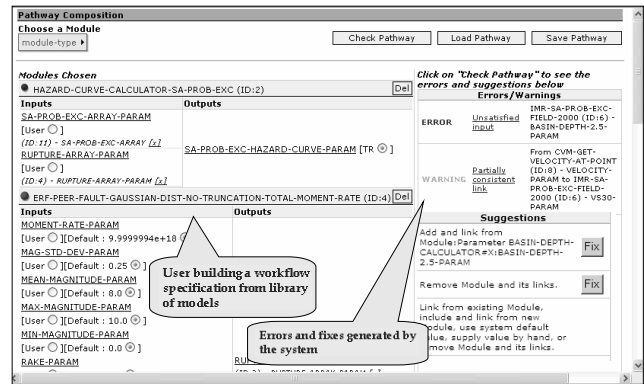 Pathway Composition
Choose a Module
module-type
Check Pathway
Load Pathway
Save Pathway
Modules Chosen
HAZARD-CURVE-CALCULATOR-SA-PROB-EXC (ID:2)
Del
Inputs
Outputs
SA-PROB-EXC-ARRAY-PARAM
[User ]
(ID:11) - SA-PROB-EXC-ARRAY [x]
RUPTURE-ARRAY-PARAM
[User ]
(ID:4) - RUPTURE-ARRAY-PARAM [x]
SA-PROB-EXC-HAZARD-CURVE-PARAM [TR ]
ERF-PEER-FAULT-GAUSSIAN-DIST-NO-TRUNCATION-TOTAL-MOMENT-RATE (ID:4)
Del
Inputs
Outputs
MOMENT-RATE-PARAM
[User ][Default : 9.9999994e+18
MAG-STD-DEV-PARAM
[User ][Default : 0.25 ]
MEAN-MAGNITUDE-PARAM
[User ][Default : 8.0 ]
MAX-MAGNITUDE-PARAM
[User ][Default : 10.0 ]
MIN-MAGNITUDE-PARAM
[User ][Default : 0.0 ]
RAKE-PARAM
User building a workflow
specification from library
of models
Errors and fixes generated by
the system
Click on "Check Pathway" to see the
errors and suggestions below
Errors/Warnings
ERROR
Unsatisfied
input
IMR-SA-PROB-EXC-
FIELD-2000 (ID:6) -
BASIN-DEPTH-2.5-
PARAM
WARNING
Partially
consistent
link
From CVM-GET-
VELOCITY-AT-POINT
(ID:8) - VELOCITY-
PARAM to IMR-SA-
PROB-EXC-FIELD-
2000 (ID:6) - VS30-
PARAM
Suggestions
Add and link from
Module:Parameter BASIN-DEPTH-
CALCULATOR#X:BASIN-DEPTH-
2.5-PARAM
Fix
Remove Module and its links.
Fix
Link from existing Module,
include and link from new
module, use system default
value, supply value by hand, or
remove Module and its links.